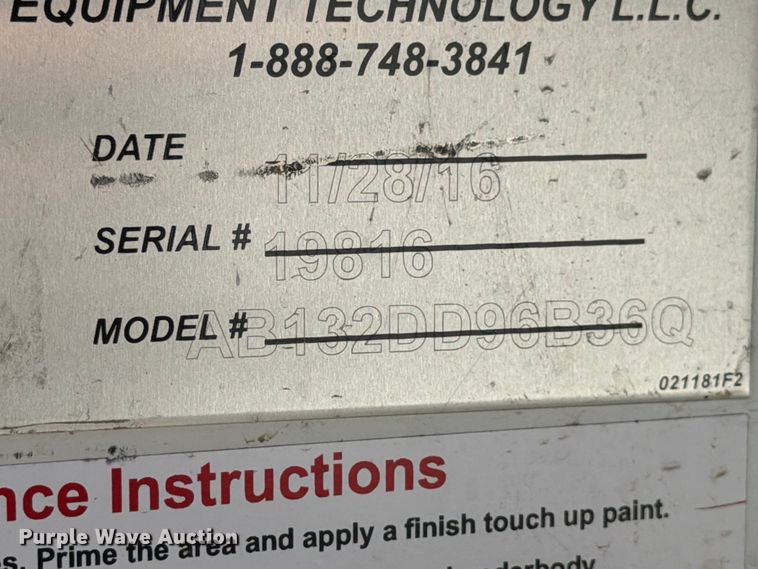 EQUIPMENT TECHNOLOGY L.L.C.
1-888-748-3841
DATE 11/28/16
SERIAL # 19816
MODEL # AB132DD96B36Q
021181F2
nce Instructions
s. Prime the area and apply a finish touch up paint.
Purple Wave Auction
derbody